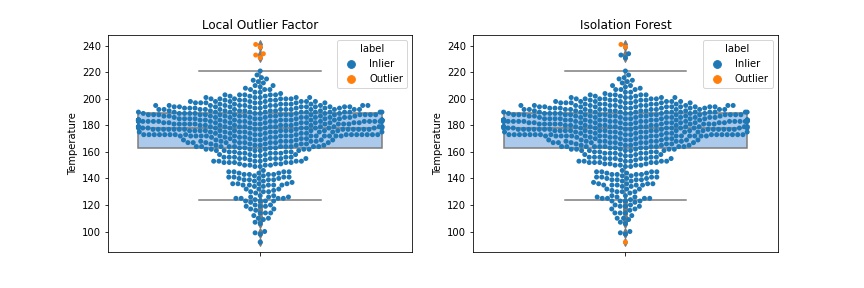 Local Outlier Factor
240
220
200
180
160
140
120
100
Temperature
label
Inlier
Outlier
Isolation Forest
240
220
200
180
160
140
120
100
Temperature
label
Inlier
Outlier